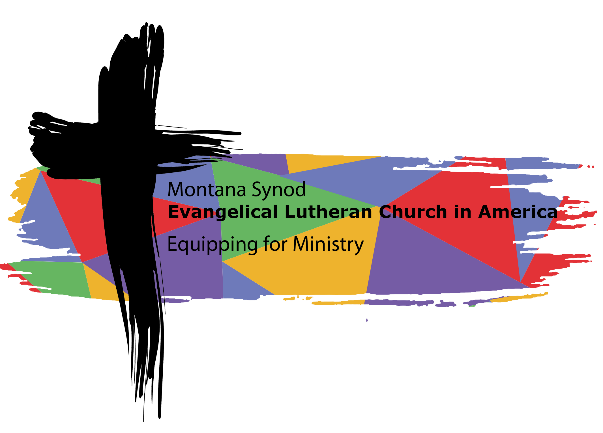 Montana Synod
Evangelical Lutheran Church in America
Equipping for Ministry